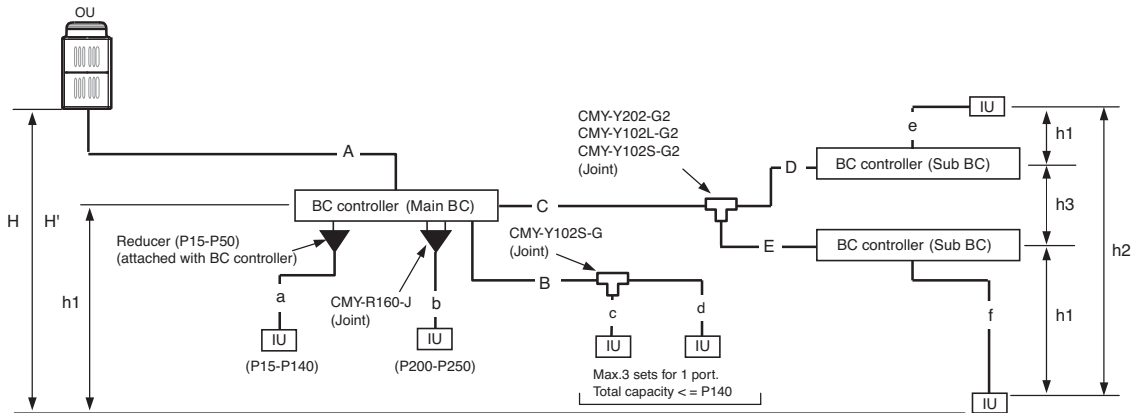 OU
A
H
H'
h1
BC controller (Main BC)
Reducer (P15-P50)
(attached with BC controller)
a
IU
(P15-P140)
CMY-R160-J
(Joint)
b
IU
(P200-P250)
C
B
CMY-Y102S-G
(Joint)
c
IU
d
IU
Max.3 sets for 1 port.
Total capacity < = P140
CMY-Y202-G2
CMY-Y102L-G2
CMY-Y102S-G2
(Joint)
D
E
e
IU
BC controller (Sub BC)
BC controller (Sub BC)
f
IU
h1
h3
h2
h1